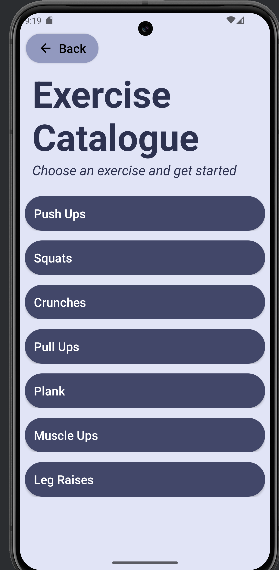 9:19
Back
Exercise
Catalogue
Choose an exercise and get started
Push Ups
Squats
Crunches
Pull Ups
Plank
Muscle Ups
Leg Raises